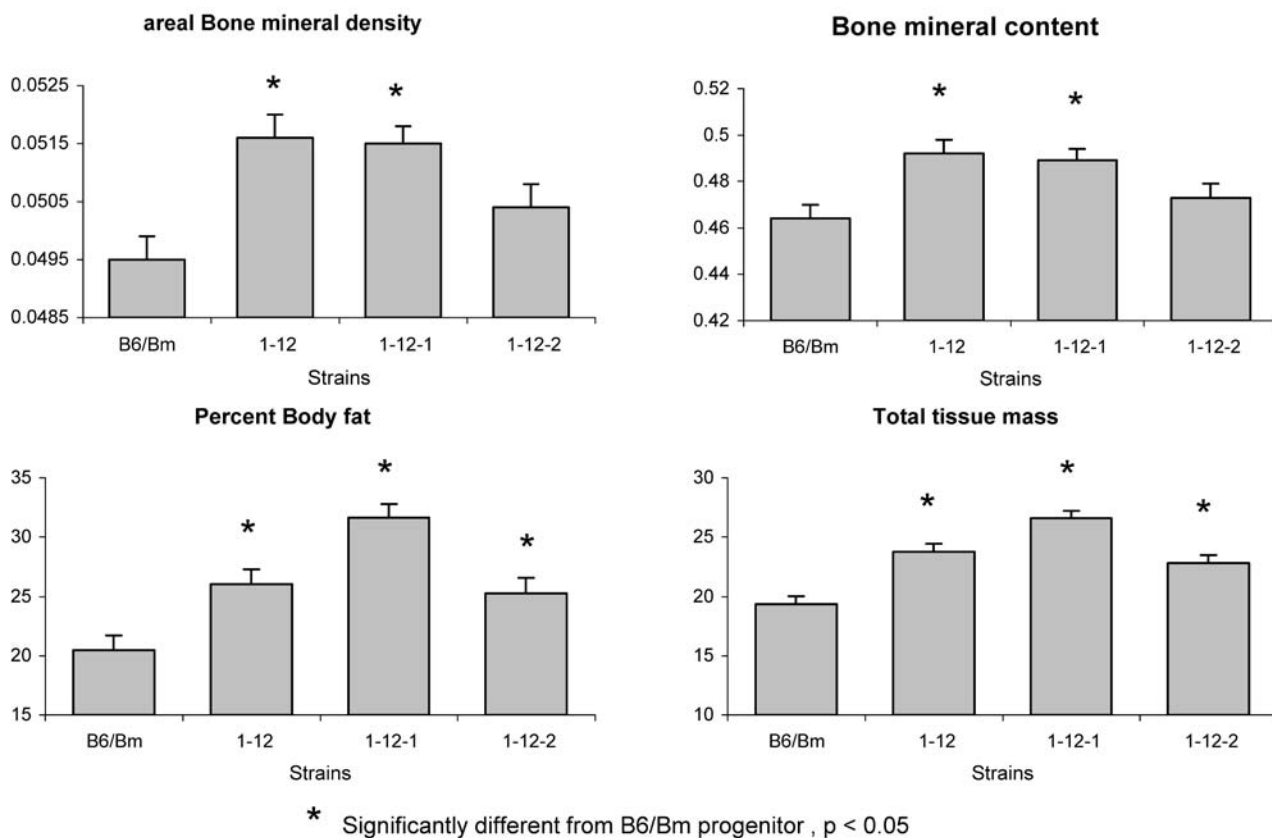 areal Bone mineral density
0.0525
0.0515
0.0505
0.0495
0.0485
*
*
B6/Bm 1-12 1-12-1 1-12-2
Strains
Bone mineral content
0.52
0.5
0.48
0.46
0.44
0.42
*
*
B6/Bm 1-12 1-12-1 1-12-2
Strains
Percent Body fat
35
30
25
20
15
*
*
*
B6/Bm 1-12 1-12-1 1-12-2
Strains
Total tissue mass
30
25
20
15
10
*
*
*
B6/Bm 1-12 1-12-1 1-12-2
Strains
* Significantly different from B6/Bm progenitor , p < 0.05